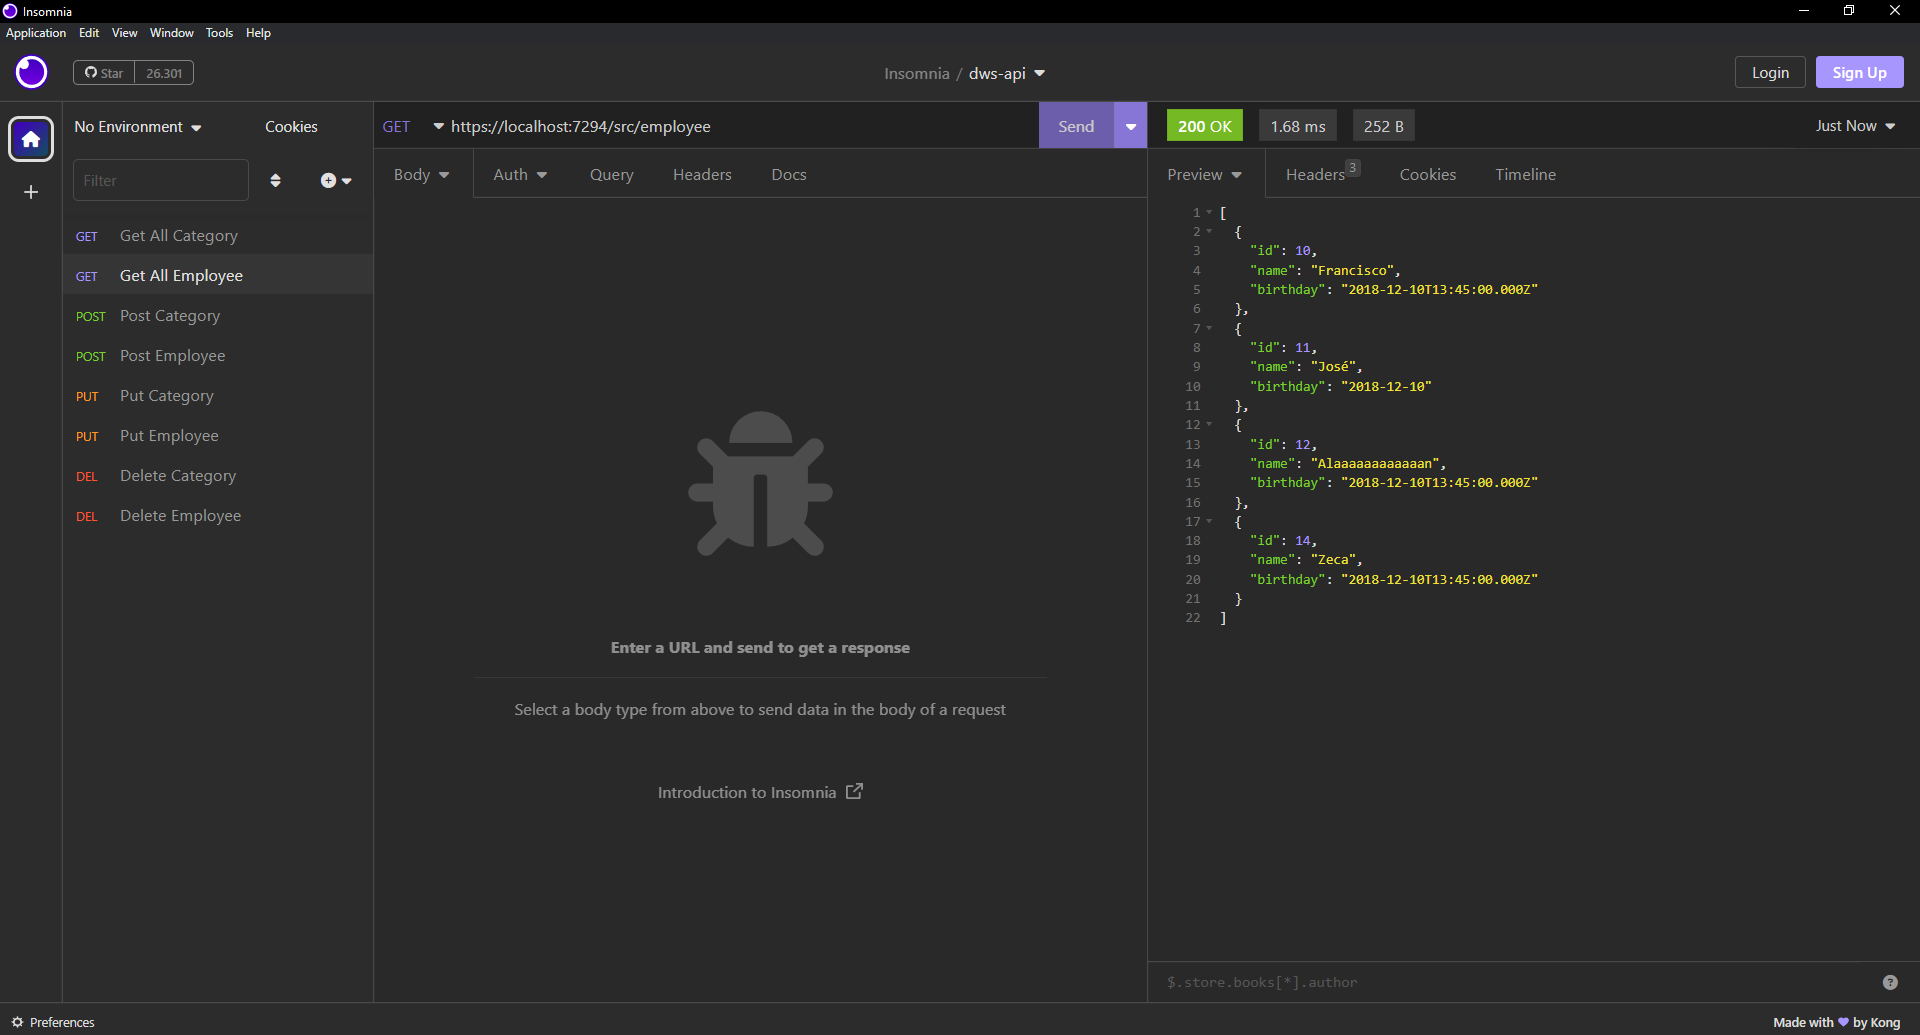 Insomnia
Application Edit View Window Tools Help
Star 26.301
Insomnia / dws-api
Login Sign Up
No Environment Cookies
Filter
GET Get All Category
GET Get All Employee
POST Post Category
POST Post Employee
PUT Put Category
PUT Put Employee
DEL Delete Category
DEL Delete Employee
GET https://localhost:7294/src/employee Send
Body Auth Query Headers Docs
Enter a URL and send to get a response
Select a body type from above to send data in the body of a request
Introduction to Insomnia
200 OK 1.68 ms 252 B Just Now
Preview Headers 3 Cookies Timeline
1 [
2 {
3 "id": 10,
4 "name": "Francisco",
5 "birthday": "2018-12-10T13:45:00.000Z"
6 },
7 {
8 "id": 11,
9 "name": "José",
10 "birthday": "2018-12-10"
11 },
12 {
13 "id": 12,
14 "name": "Alaaaaaaaaaaaan",
15 "birthday": "2018-12-10T13:45:00.000Z"
16 },
17 {
18 "id": 14,
19 "name": "Zeca",
20 "birthday": "2018-12-10T13:45:00.000Z"
21 }
22 ]
$.store.books[*].author ?
Preferences
Made with 💜 by Kong